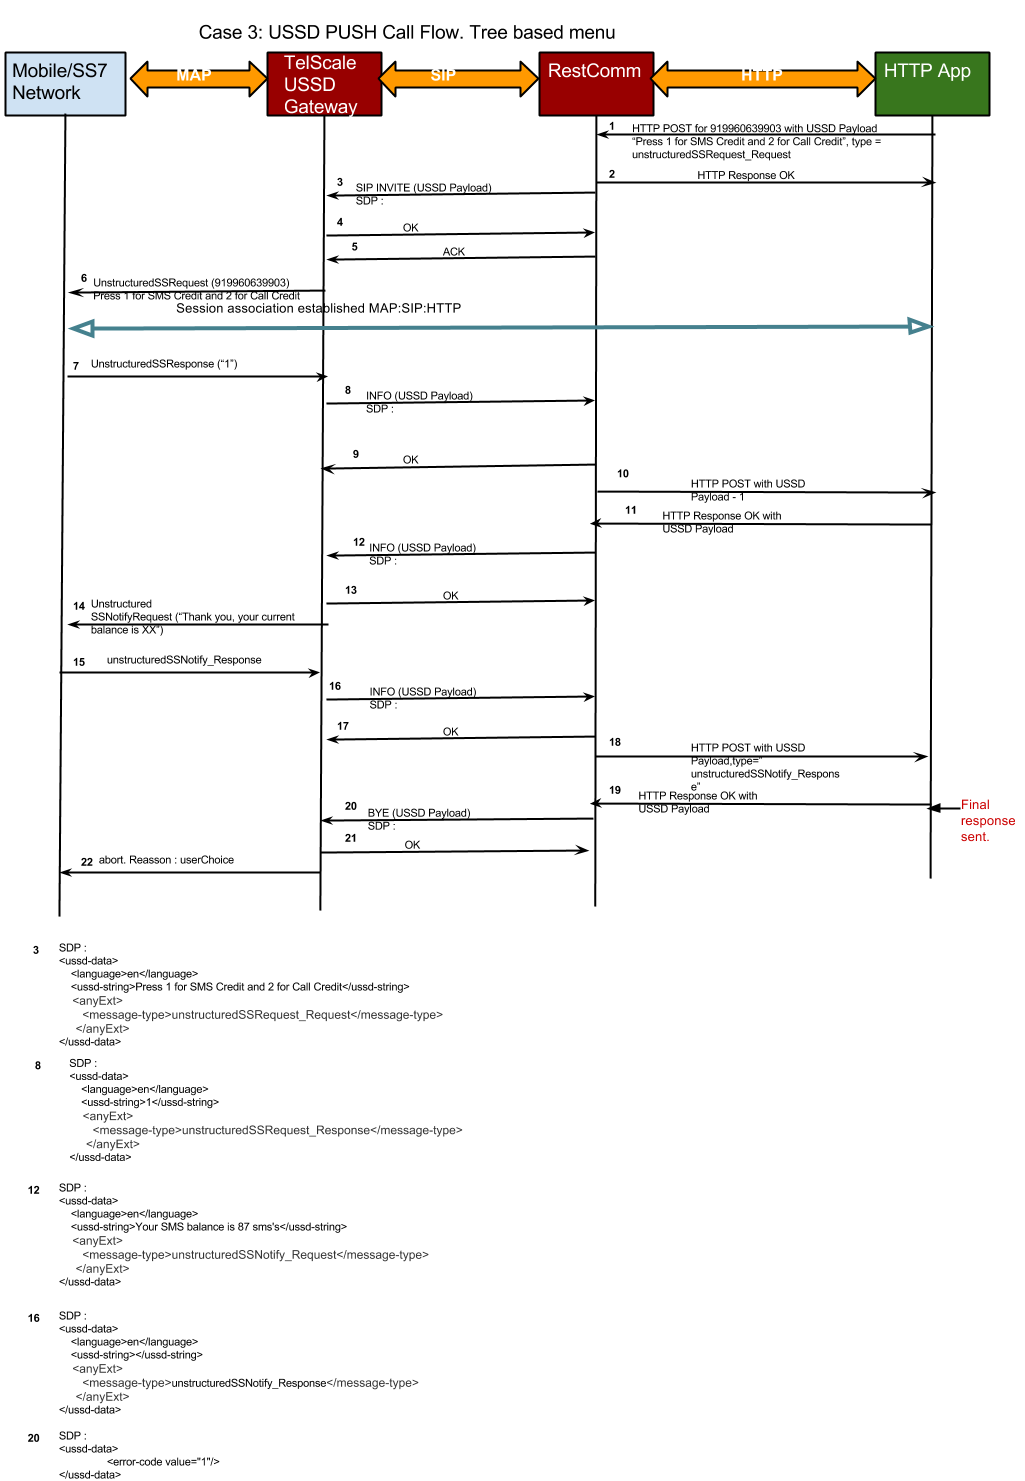 Case 3: USSD PUSH Call Flow. Tree based menu
Mobile/SS7
Network
MAP
TelScale
USSD
Gateway
SIP
RestComm
HTTP
HTTP App
1
HTTP POST for 919960639903 with USSD Payload
“Press 1 for SMS Credit and 2 for Call Credit”, type =
unstructuredSSRequest_Request
2
HTTP Response OK
3
SIP INVITE (USSD Payload)
SDP :
4
OK
5
ACK
6
UnstructuredSSRequest (919960639903)
Press 1 for SMS Credit and 2 for Call Credit
Session association established MAP:SIP:HTTP
7
UnstructuredSSResponse (“1”)
8
INFO (USSD Payload)
SDP :
9
OK
10
HTTP POST with USSD
Payload - 1
11
HTTP Response OK with
USSD Payload
12
INFO (USSD Payload)
SDP :
13
OK
14
Unstructured
SSNotifyRequest (“Thank you, your current
balance is XX”)
15
unstructuredSSNotify_Response
16
INFO (USSD Payload)
SDP :
17
OK
18
HTTP POST with USSD
Payload,type=”
unstructuredSSNotify_Respons
e”
19
HTTP Response OK with
USSD Payload
Final
response
sent.
20
BYE (USSD Payload)
SDP :
21
OK
22
abort. Reasson : userChoice
3
SDP :
<ussd-data>
<language>en</language>
<ussd-string>Press 1 for SMS Credit and 2 for Call Credit</ussd-string>
<anyExt>
<message-type>unstructuredSSRequest_Request</message-type>
</anyExt>
</ussd-data>
8
SDP :
<ussd-data>
<language>en</language>
<ussd-string>1</ussd-string>
<anyExt>
<message-type>unstructuredSSRequest_Response</message-type>
</anyExt>
</ussd-data>
12
SDP :
<ussd-data>
<language>en</language>
<ussd-string>Your SMS balance is 87 sms's</ussd-string>
<anyExt>
<message-type>unstructuredSSNotify_Request</message-type>
</anyExt>
</ussd-data>
16
SDP :
<ussd-data>
<language>en</language>
<ussd-string></ussd-string>
<anyExt>
<message-type>unstructuredSSNotify_Response</message-type>
</anyExt>
</ussd-data>
20
SDP :
<ussd-data>
<error-code value="1"/>
</ussd-data>